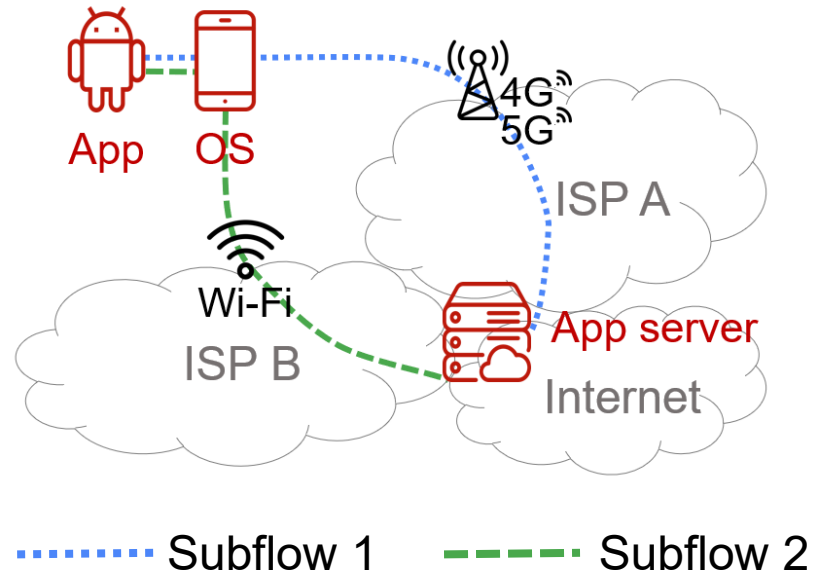 4G
5G
App
OS
ISP A
Wi-Fi
App server
ISP B
Internet
Subflow 1
Subflow 2